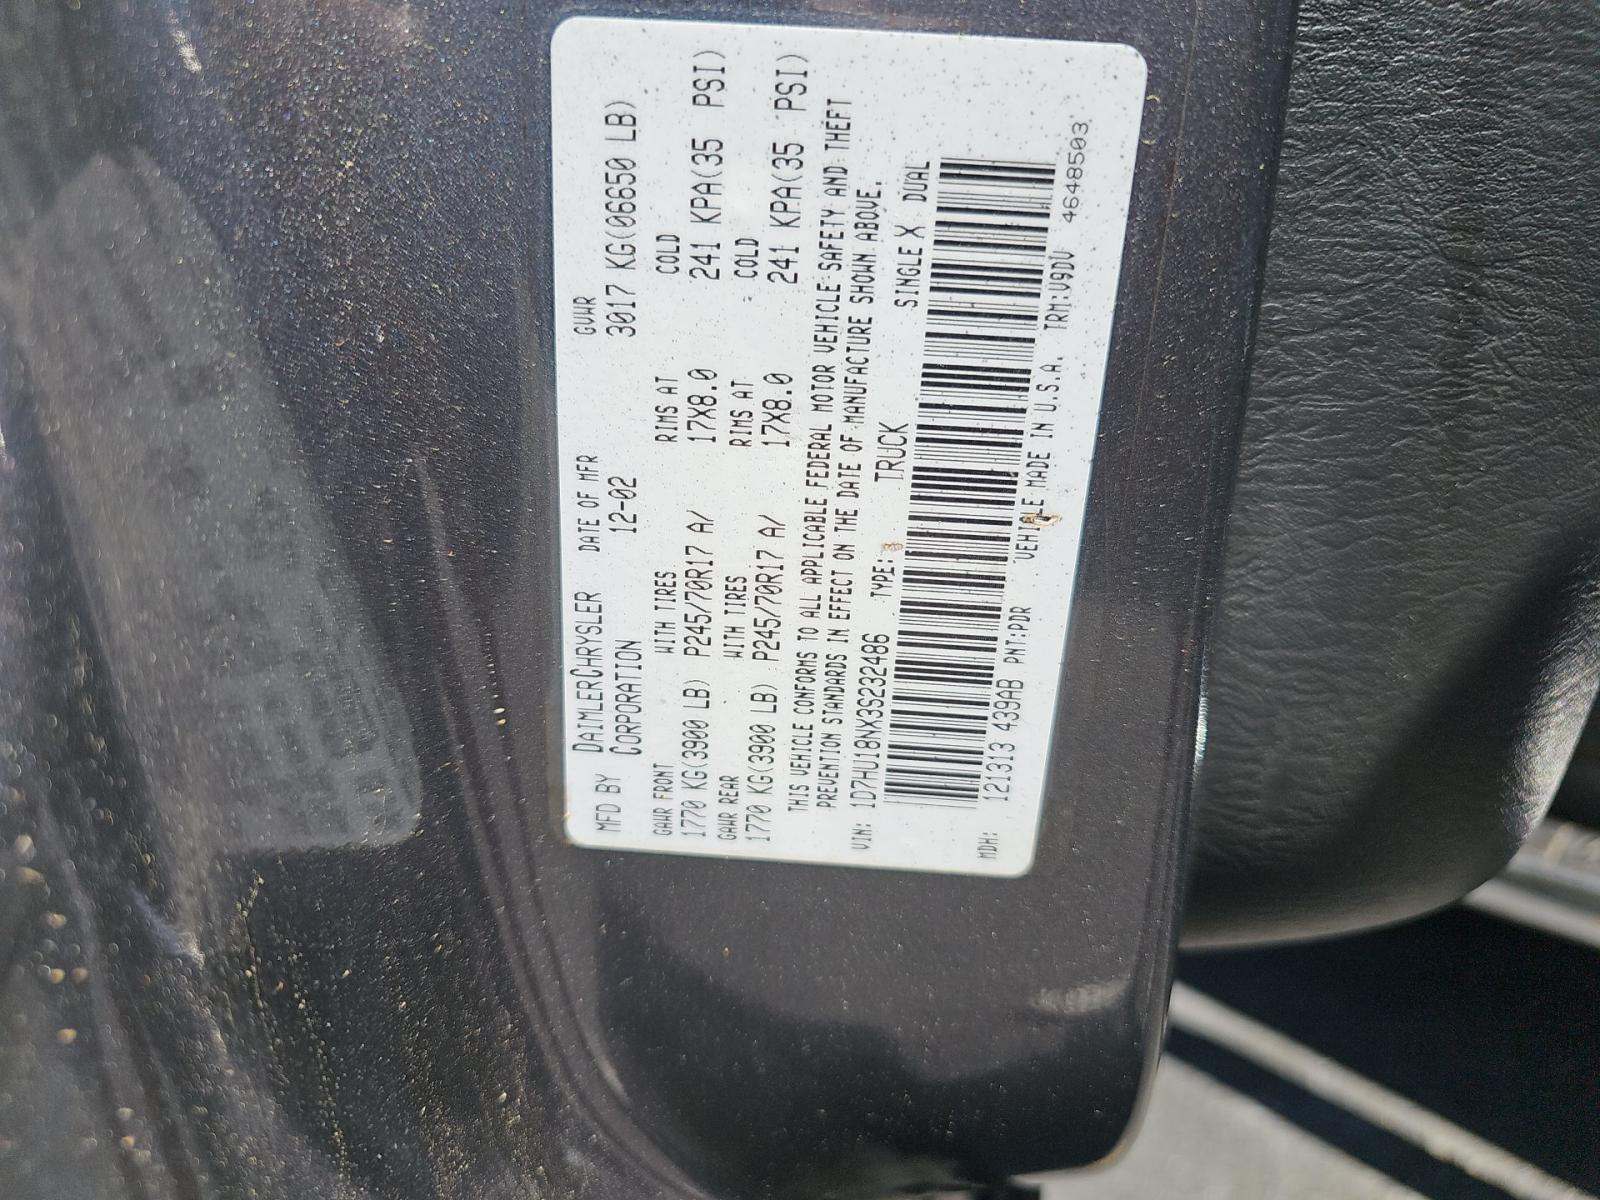 MFD BY DAIMLERCHRYSLER CORPORATION DATE OF MFR 12-02 GVWR 3017 KG(06650 LB)
GAWR FRONT WITH TIRES RIMS AT COLD
1770 KG(3900 LB) P245/70R17 A/ 17X8.0 241 KPA(35 PSI)
GAWR REAR WITH TIRES RIMS AT COLD
1770 KG(3900 LB) P245/70R17 A/ 17X8.0 241 KPA(35 PSI)
THIS VEHICLE CONFORMS TO ALL APPLICABLE FEDERAL MOTOR VEHICLE SAFETY AND THEFT
PREVENTION STANDARDS IN EFFECT ON THE DATE OF MANUFACTURE SHOWN ABOVE.
VIN: 1D7HU18NX3S232486 TYPE: TRUCK SINGLE X DUAL
MDH: 121313 439AB PNT:PDR VEHICLE MADE IN U.S.A. TRM:V9DV 4648503